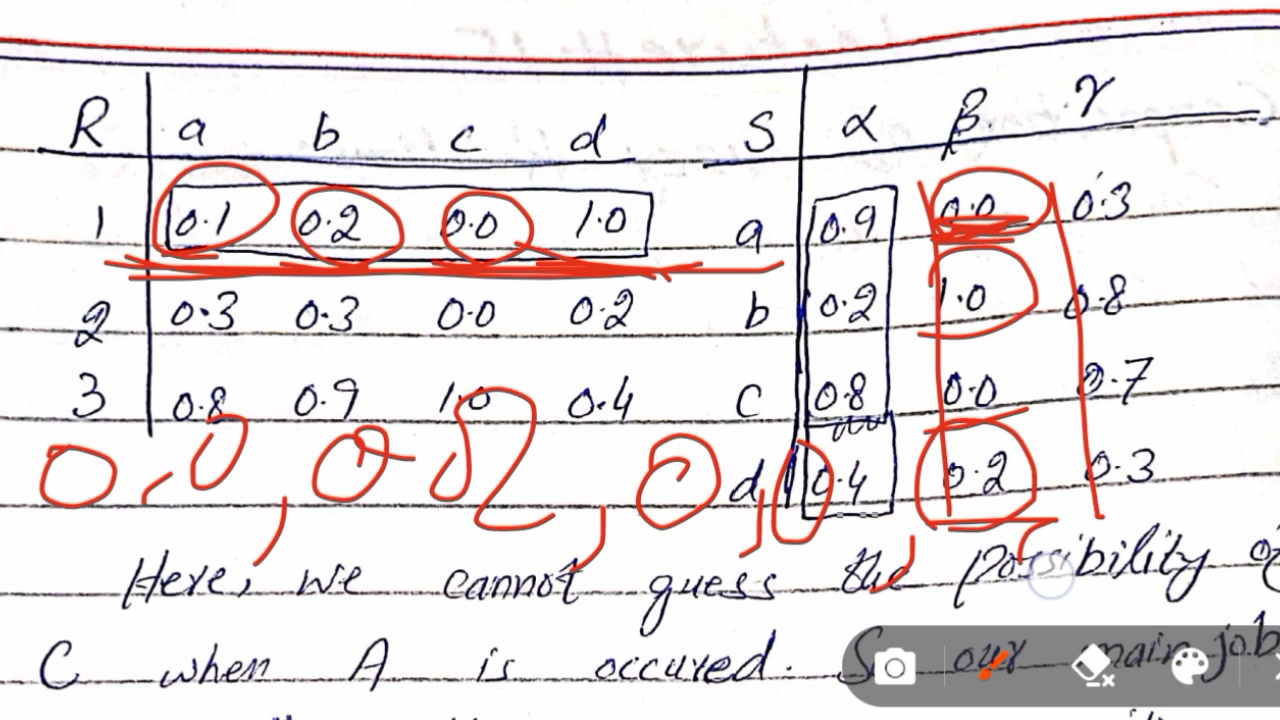 R a b c d S α β γ
1 0.1 0.2 0.0 1.0 a 0.9 0.0 0.3
2 0.3 0.3 0.0 0.2 b 0.2 1.0 0.8
3 0.8 0.9 1.0 0.4 c 0.8 0.0 0.7
d 0.4 0.2 0.3
0.0, 0.2, 0, 0,
Here, we cannot guess the possibility of
C when A is occured. So our main job